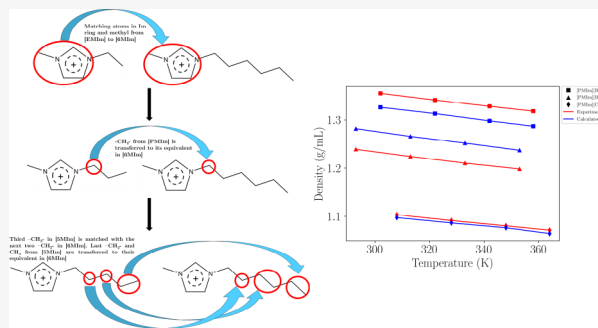 Matching atoms in Im
ring and methyl from
[EMIm] to [6MIm]
–CH₂- from [PMIm] is
transferred to its equivalent
in [6MIm]
Third –CH₂- in [5MIm] is matched with the
next two –CH₂- in [6MIm]. Last –CH₂- and
CH₃ from [5MIm] are transferred to their
equivalent in [6MIm]
N
N
+
N
N
+
N
N
+
N
N
+
N
N
+
N
N
+
Density (g/mL)
1.3
1.2
1.1
300
320
340
360
Temperature (K)
[PMIm][B
[PMIm][B
[PMIm][C
Experime
Calculate